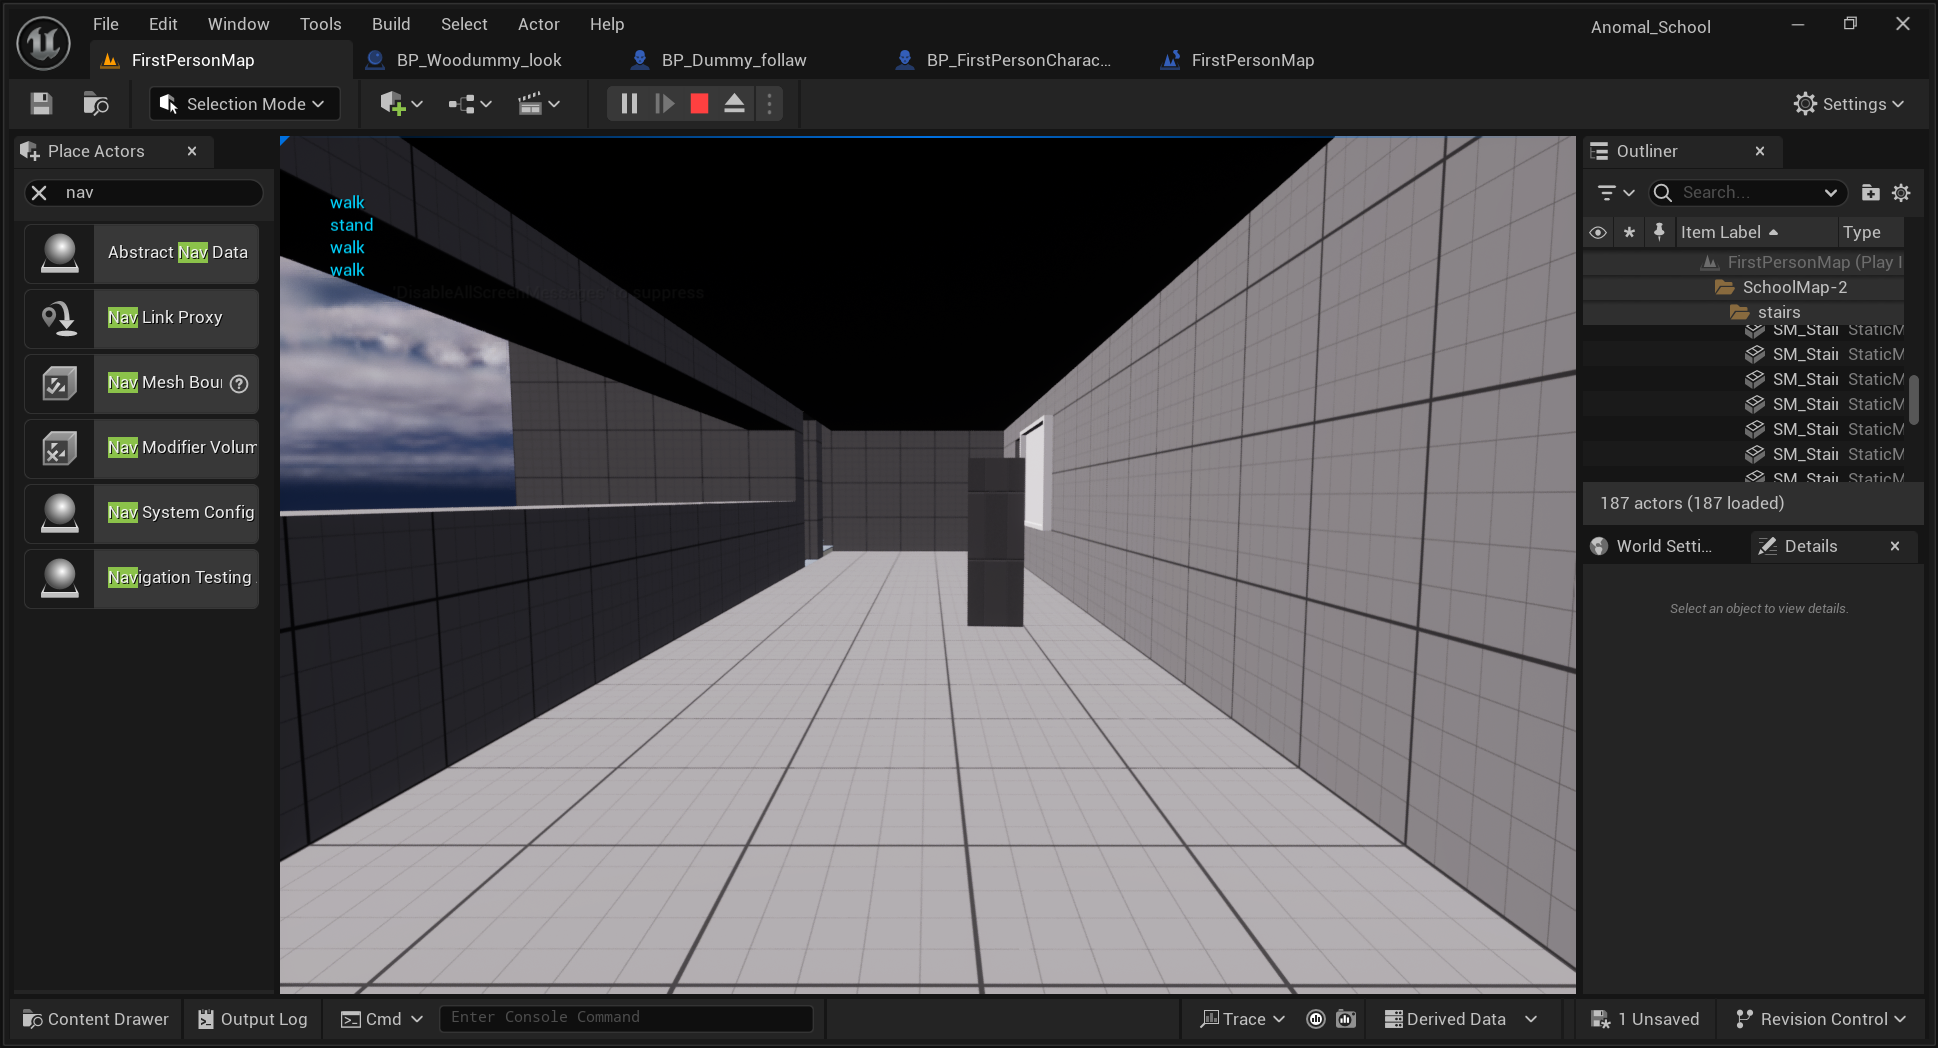 File Edit Window Tools Build Select Actor Help
Anomal_School
FirstPersonMap
BP_Woodummy_look
BP_Dummy_follaw
BP_FirstPersonCharac...
FirstPersonMap
Selection Mode
Settings
Place Actors
nav
Abstract Nav Data
Nav Link Proxy
Nav Mesh Bou
Nav Modifier Volum
Nav System Config
Navigation Testing
walk
stand
walk
walk
'DisableAllScreenMessages' to suppress
Outliner
Search...
Item Label Type
FirstPersonMap (Play I
SchoolMap-2
stairs
SM_Stair StaticM
SM_Stair StaticM
SM_Stair StaticM
SM_Stair StaticM
SM_Stair StaticM
SM_Stair StaticM
SM_Stair StaticM
187 actors (187 loaded)
World Setti...
Details
Select an object to view details.
Content Drawer
Output Log
Cmd
Enter Console Command
Trace
Derived Data
1 Unsaved
Revision Control